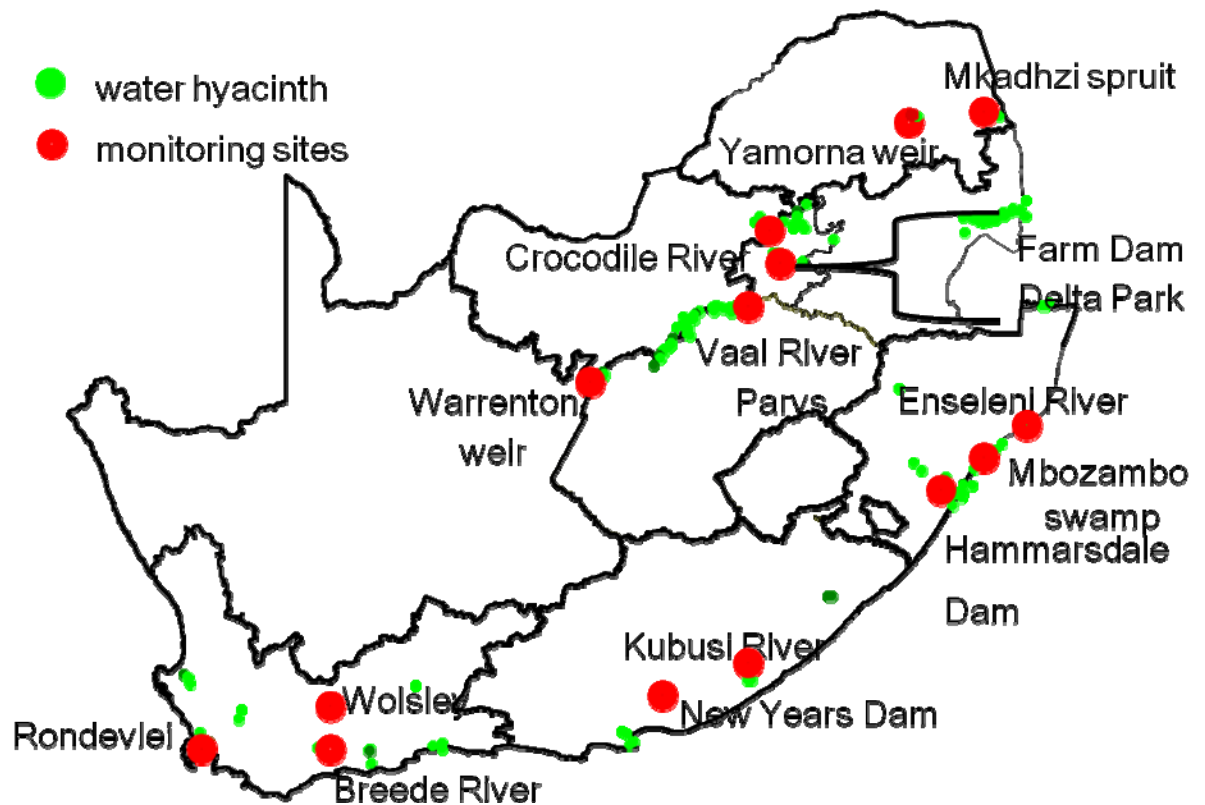 water hyacinth
monitoring sites
Mkadhzi spruit
Yamorna weir
Crocodile River
Farm Dam
Delta Park
Vaal River
Parys
Warrenton
weir
Enseleni River
Mbozambo
swamp
Hammarsdale
Dam
Kubusi River
New Years Dam
Wolsley
Rondevlei
Breede River